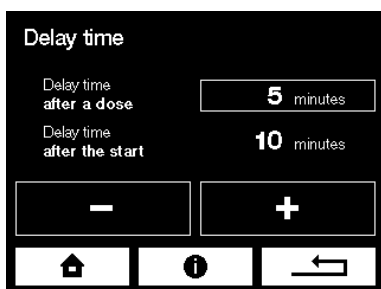 Delay time
Delay time
after a dose
5 minutes
Delay time
after the start
10 minutes
− +
i